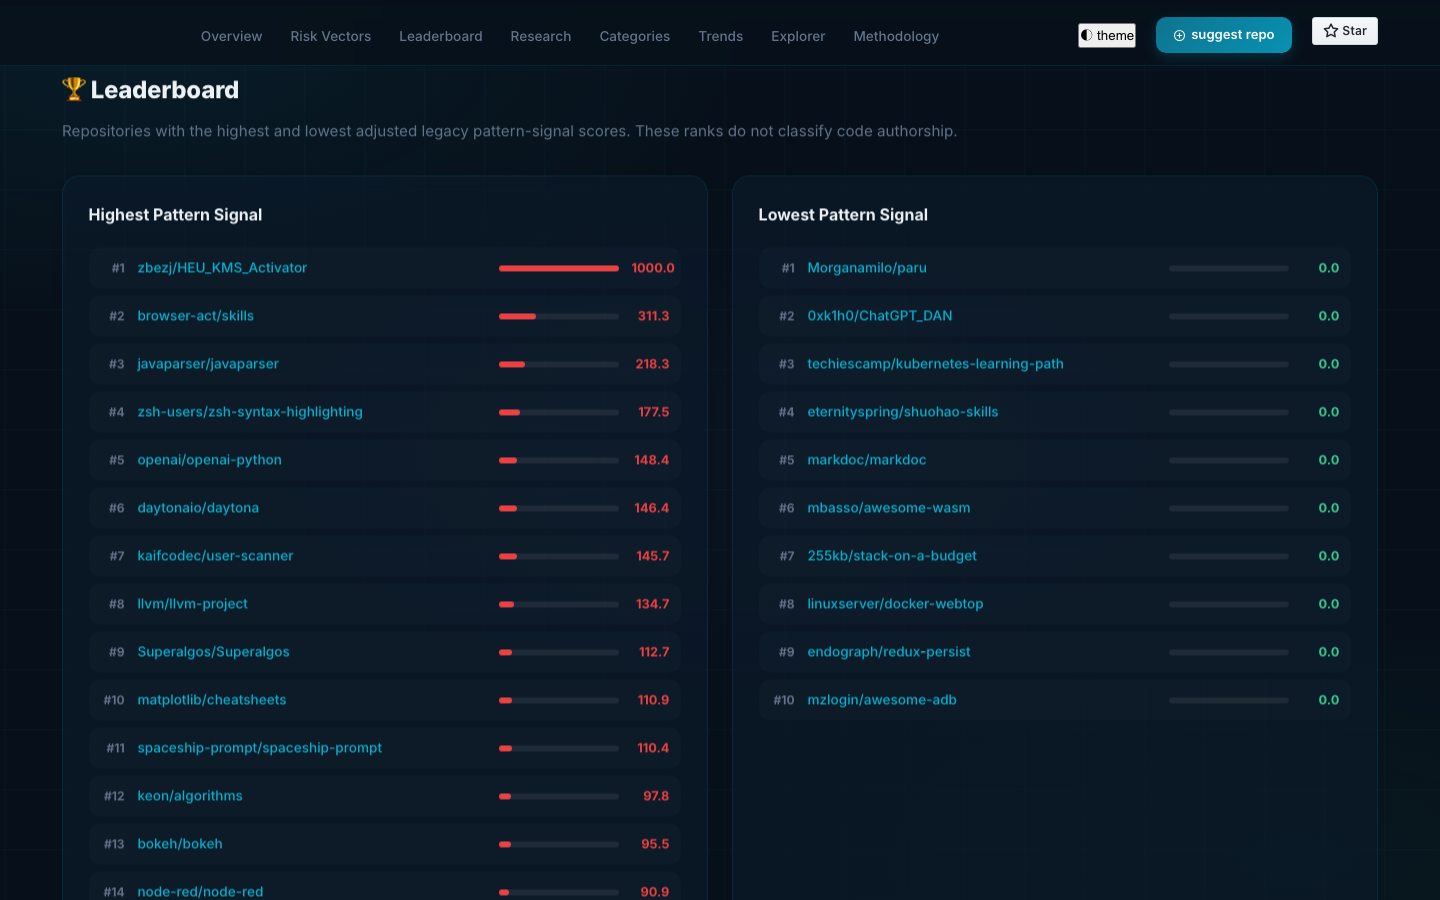 Overview Risk Vectors Leaderboard Research Categories Trends Explorer Methodology theme suggest repo Star
🏆 Leaderboard
Repositories with the highest and lowest adjusted legacy pattern-signal scores. These ranks do not classify code authorship.
Highest Pattern Signal
#1 zbezj/HEU_KMS_Activator 1000.0
#2 browser-act/skills 311.3
#3 javaparser/javaparser 218.3
#4 zsh-users/zsh-syntax-highlighting 177.5
#5 openai/openai-python 148.4
#6 daytonaio/daytona 146.4
#7 kaifcodec/user-scanner 145.7
#8 llvm/llvm-project 134.7
#9 Superalgos/Superalgos 112.7
#10 matplotlib/cheatsheets 110.9
#11 spaceship-prompt/spaceship-prompt 110.4
#12 keon/algorithms 97.8
#13 bokeh/bokeh 95.5
#14 node-red/node-red 90.9
Lowest Pattern Signal
#1 Morganamilo/paru 0.0
#2 0xk1h0/ChatGPT_DAN 0.0
#3 techiescamp/kubernetes-learning-path 0.0
#4 eternityspring/shuohao-skills 0.0
#5 markdoc/markdoc 0.0
#6 mbasso/awesome-wasm 0.0
#7 255kb/stack-on-a-budget 0.0
#8 linuxserver/docker-webtop 0.0
#9 endograph/redux-persist 0.0
#10 mzlogin/awesome-adb 0.0